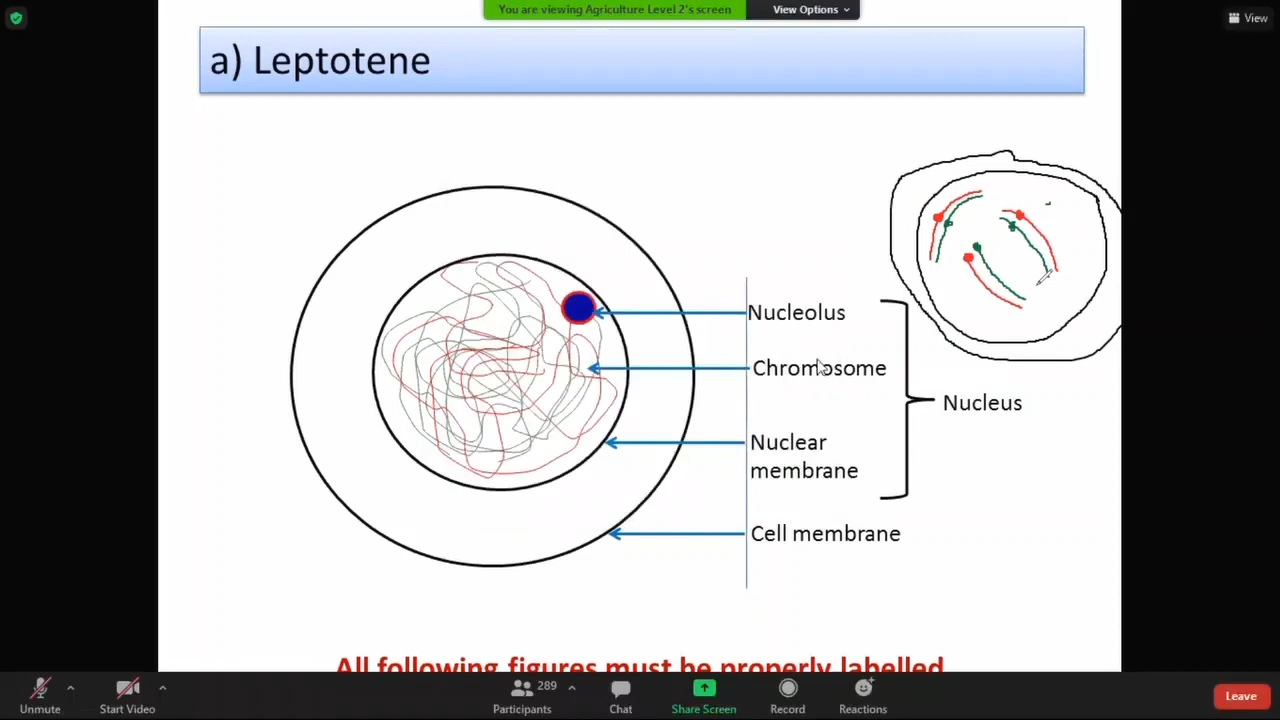 You are viewing Agriculture Level 2's screen
View Options
View
a) Leptotene
Nucleolus
Chromosome
Nucleus
Nuclear
membrane
Cell membrane
All following figures must be properly labelled
Unmute
Start Video
Participants
289
Chat
Share Screen
Record
Reactions
Leave